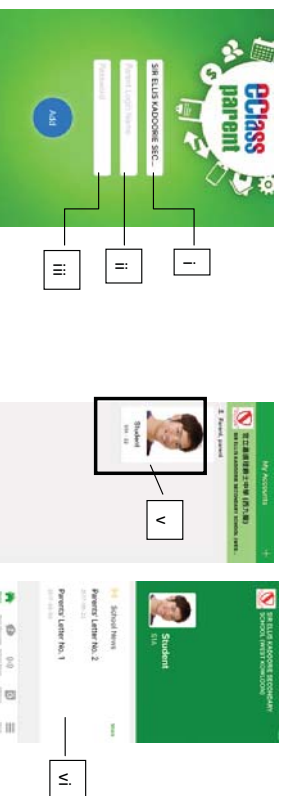 eClass
parent
SIR ELLIS KADOORIE SEC...
Parent Login Name
Password
Add
i
ii
iii
My Accounts
+
SIR ELLIS KADOORIE SECONDARY SCHOOL (WES...
Parent, parent
Student
v
SIR ELLIS KADOORIE SECONDARY
SCHOOL (WEST KOWLOON)
Student
S1A
School News
Parents' Letter No. 2
Parents' Letter No. 1
vi